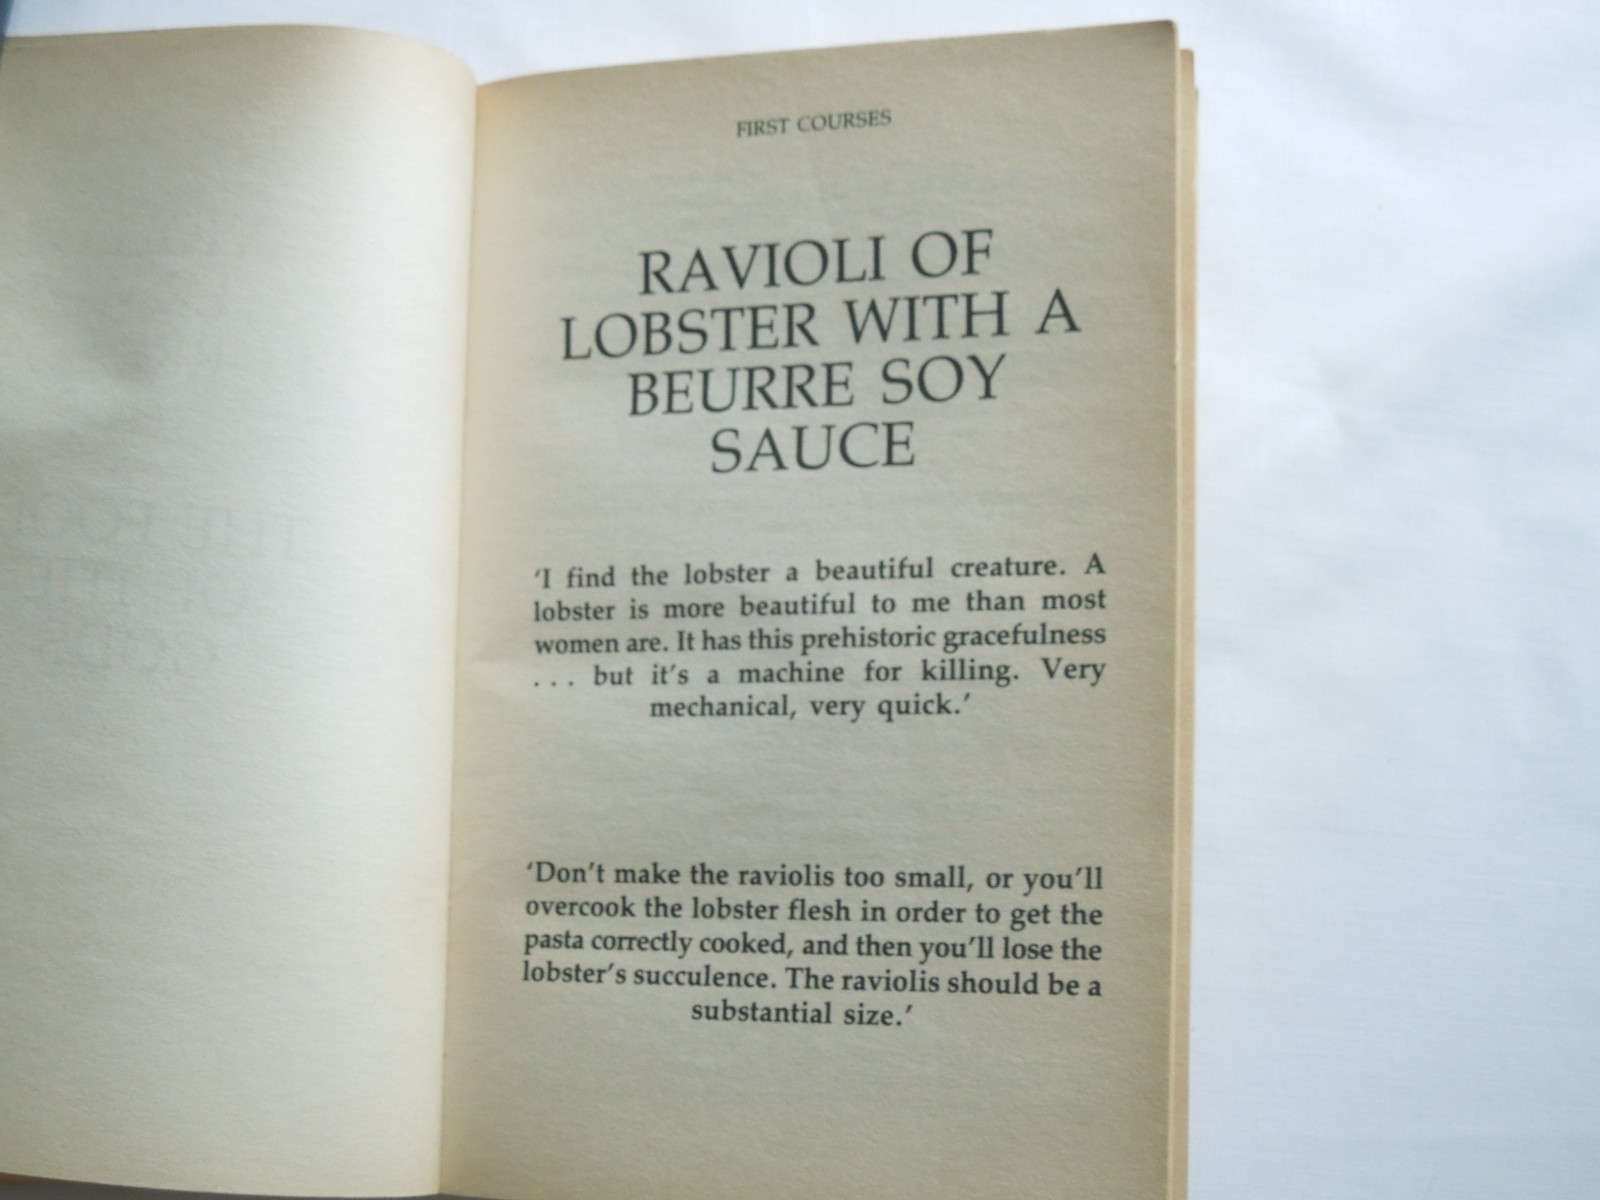 FIRST COURSES
RAVIOLI OF
LOBSTER WITH A
BEURRE SOY
SAUCE
‘I find the lobster a beautiful creature. A
lobster is more beautiful to me than most
women are. It has this prehistoric gracefulness
. . . but it’s a machine for killing. Very
mechanical, very quick.’
‘Don’t make the raviolis too small, or you’ll
overcook the lobster flesh in order to get the
pasta correctly cooked, and then you’ll lose the
lobster’s succulence. The raviolis should be a
substantial size.’